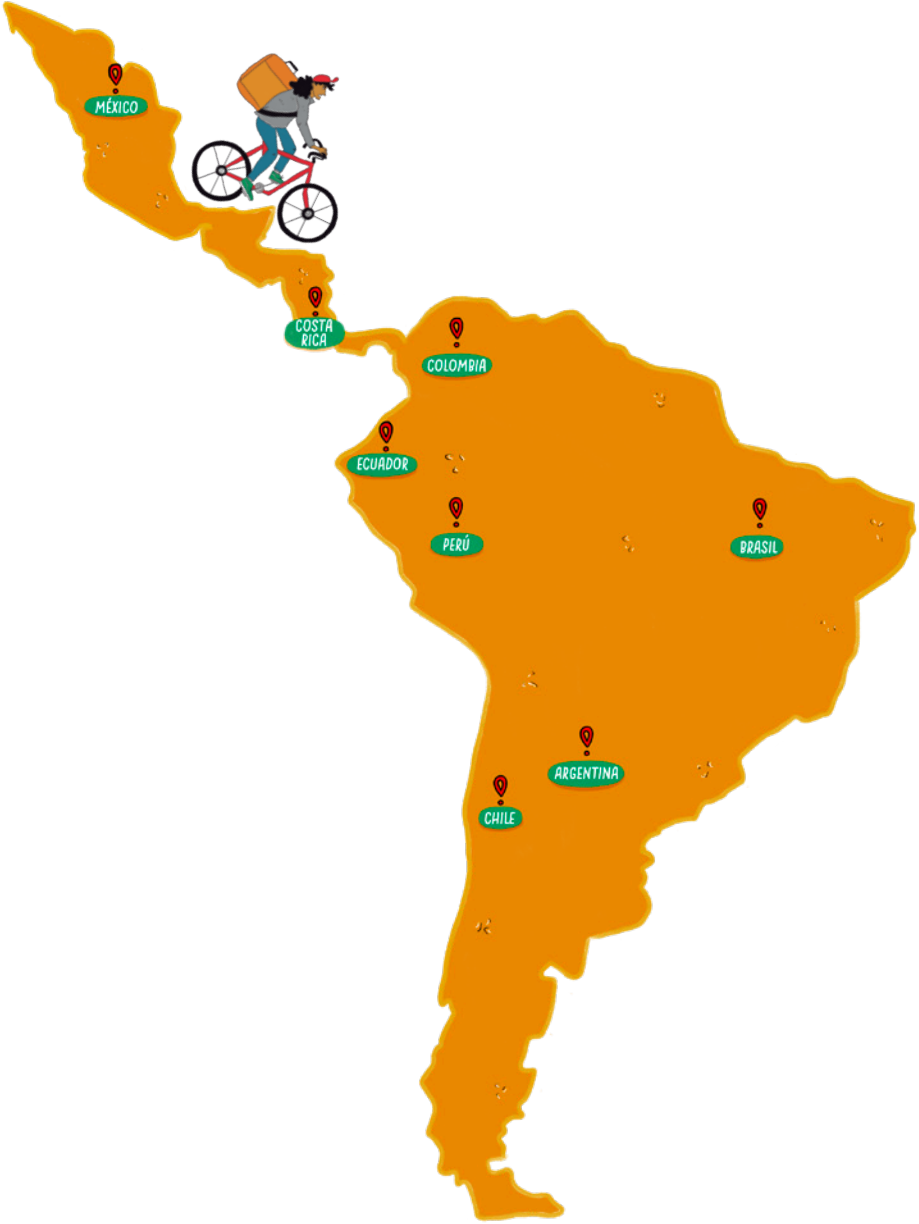 MÉXICO
COSTA
RICA
COLOMBIA
ECUADOR
PERÚ
BRASIL
ARGENTINA
CHILE